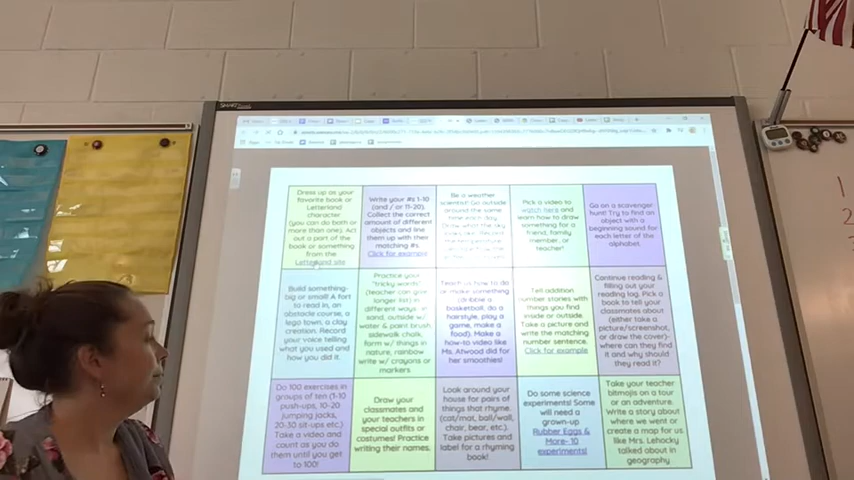 SMART
Dress up as your
favorite book or
Letterland
character
(you can do both or
more than one). Act
out a part of the
book or something
from the
Letterland site
Write your #s 1-10
(and / or 11-20).
Collect the correct
amount of different
objects and line
them up with their
matching #s.
Click for example
Be a weather
scientist! Go outside
around the same
time each day.
Draw what the sky
looks like. Record
Pick a video to
watch here and
learn how to draw
something for a
friend, family
member, or
teacher!
Go on a scavenger
hunt! Try to find an
object with a
beginning sound for
each letter of the
alphabet.
Build something-
big or small! A fort
to read in, an
obstacle course, a
lego town, a clay
creation. Record
your voice telling
what you used and
how you did it.
Practice your
"tricky words"
(teacher can give
longer list) in
different ways- in
sand, outside w/
water & paint brush
sidewalk chalk,
forms w/ things in
nature, rainbow
write w/ crayons or
markers.
Teach us how to do
or make something
(dribble a
basketball, do a
hairstyle, play a
game, make a
food). Make a
how-to video like
Ms. Atwood did for
her smoothies!
Tell addition
number stories with
things you find
inside or outside.
Take a picture and
write the matching
number sentence.
Click for example
Continue reading &
filling out your
reading log. Pick a
book to tell your
classmates about
(either take a
picture/screenshot,
or draw the cover)-
where can they find
it and why should
they read it?
Do 100 exercises in
groups of ten (1-10
push-ups, 10-20
jumping jacks,
20-30 sit-ups etc.)
Take a video and
count as you do
them until you get
to 100!
Draw your
classmates and
your teachers in
special outfits or
costumes! Practice
writing their names.
Look around your
house for pairs of
things that rhyme.
(cat/mat, ball/wall,
chair, bear, etc.).
Take pictures and
label for a rhyming
book!
Do some science
experiments! Some
will need a
grown-up
Rubber Eggs &
More- 10
experiments!
Take your teacher
bitmojis on a tour
or an adventure.
Write a story about
where we went or
create a map for us
like Mrs. Lehocky
talked about in
geography